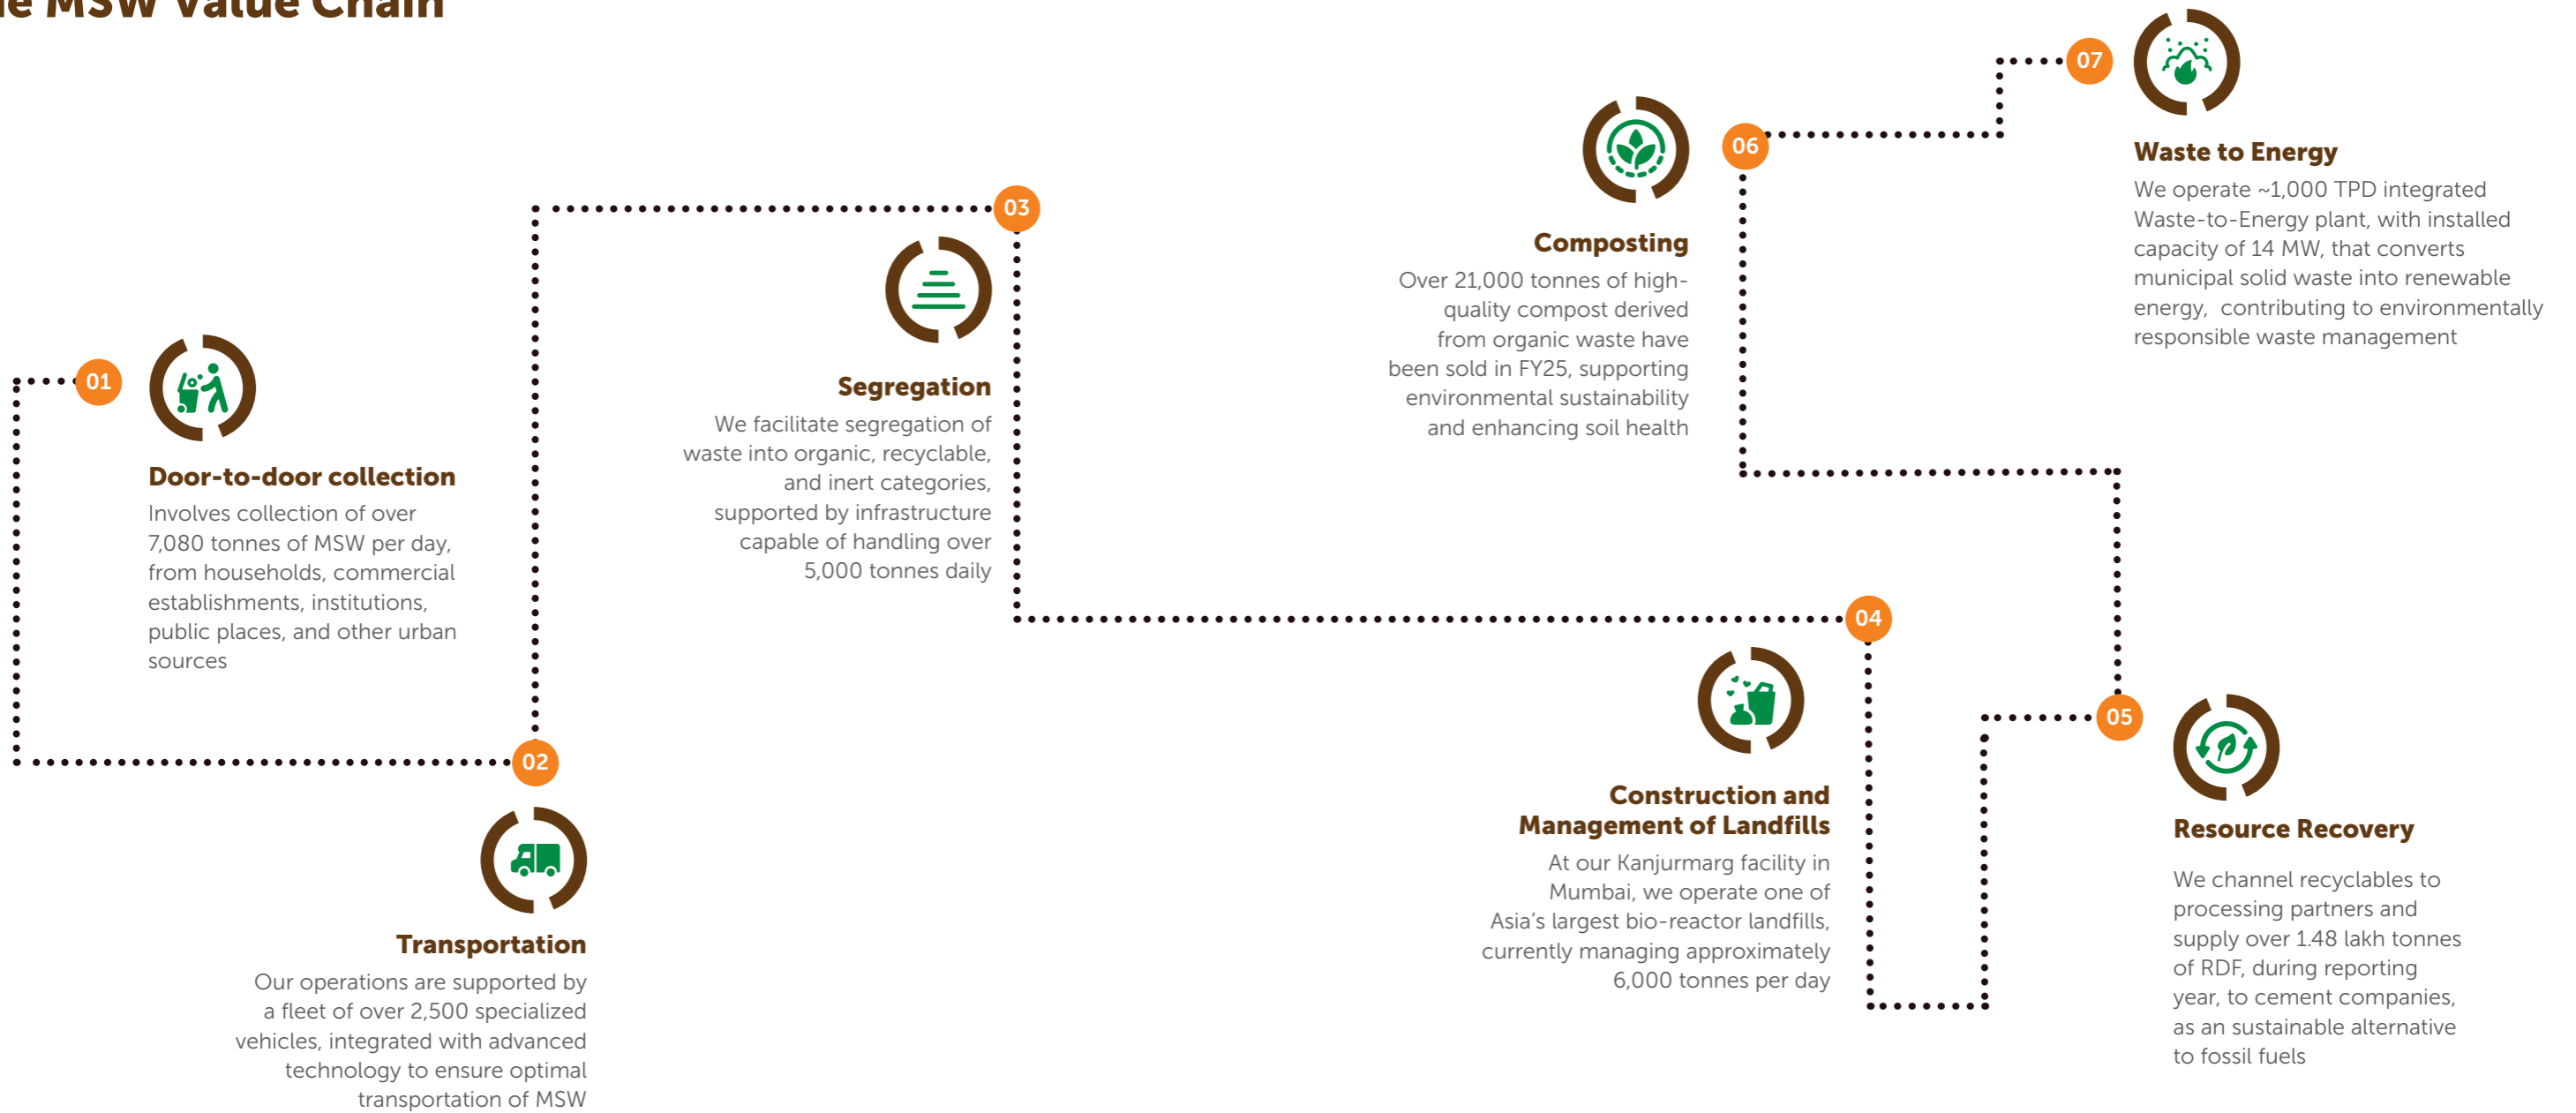 MSW Value Chain
01
Door-to-door collection
Involves collection of over
7,080 tonnes of MSW per day,
from households, commercial
establishments, institutions,
public places, and other urban
sources
02
Transportation
Our operations are supported by
a fleet of over 2,500 specialized
vehicles, integrated with advanced
technology to ensure optimal
transportation of MSW
03
Segregation
We facilitate segregation of
waste into organic, recyclable,
and inert categories,
supported by infrastructure
capable of handling over
5,000 tonnes daily
04
Construction and
Management of Landfills
At our Kanjurmarg facility in
Mumbai, we operate one of
Asia's largest bio-reactor landfills,
currently managing approximately
6,000 tonnes per day
05
Resource Recovery
We channel recyclables to
processing partners and
supply over 1.48 lakh tonnes
of RDF, during reporting
year, to cement companies,
as an sustainable alternative
to fossil fuels
06
Composting
Over 21,000 tonnes of high-
quality compost derived
from organic waste have
been sold in FY25, supporting
environmental sustainability
and enhancing soil health
07
Waste to Energy
We operate ~1,000 TPD integrated
Waste-to-Energy plant, with installed
capacity of 14 MW, that converts
municipal solid waste into renewable
energy, contributing to environmentally
responsible waste management